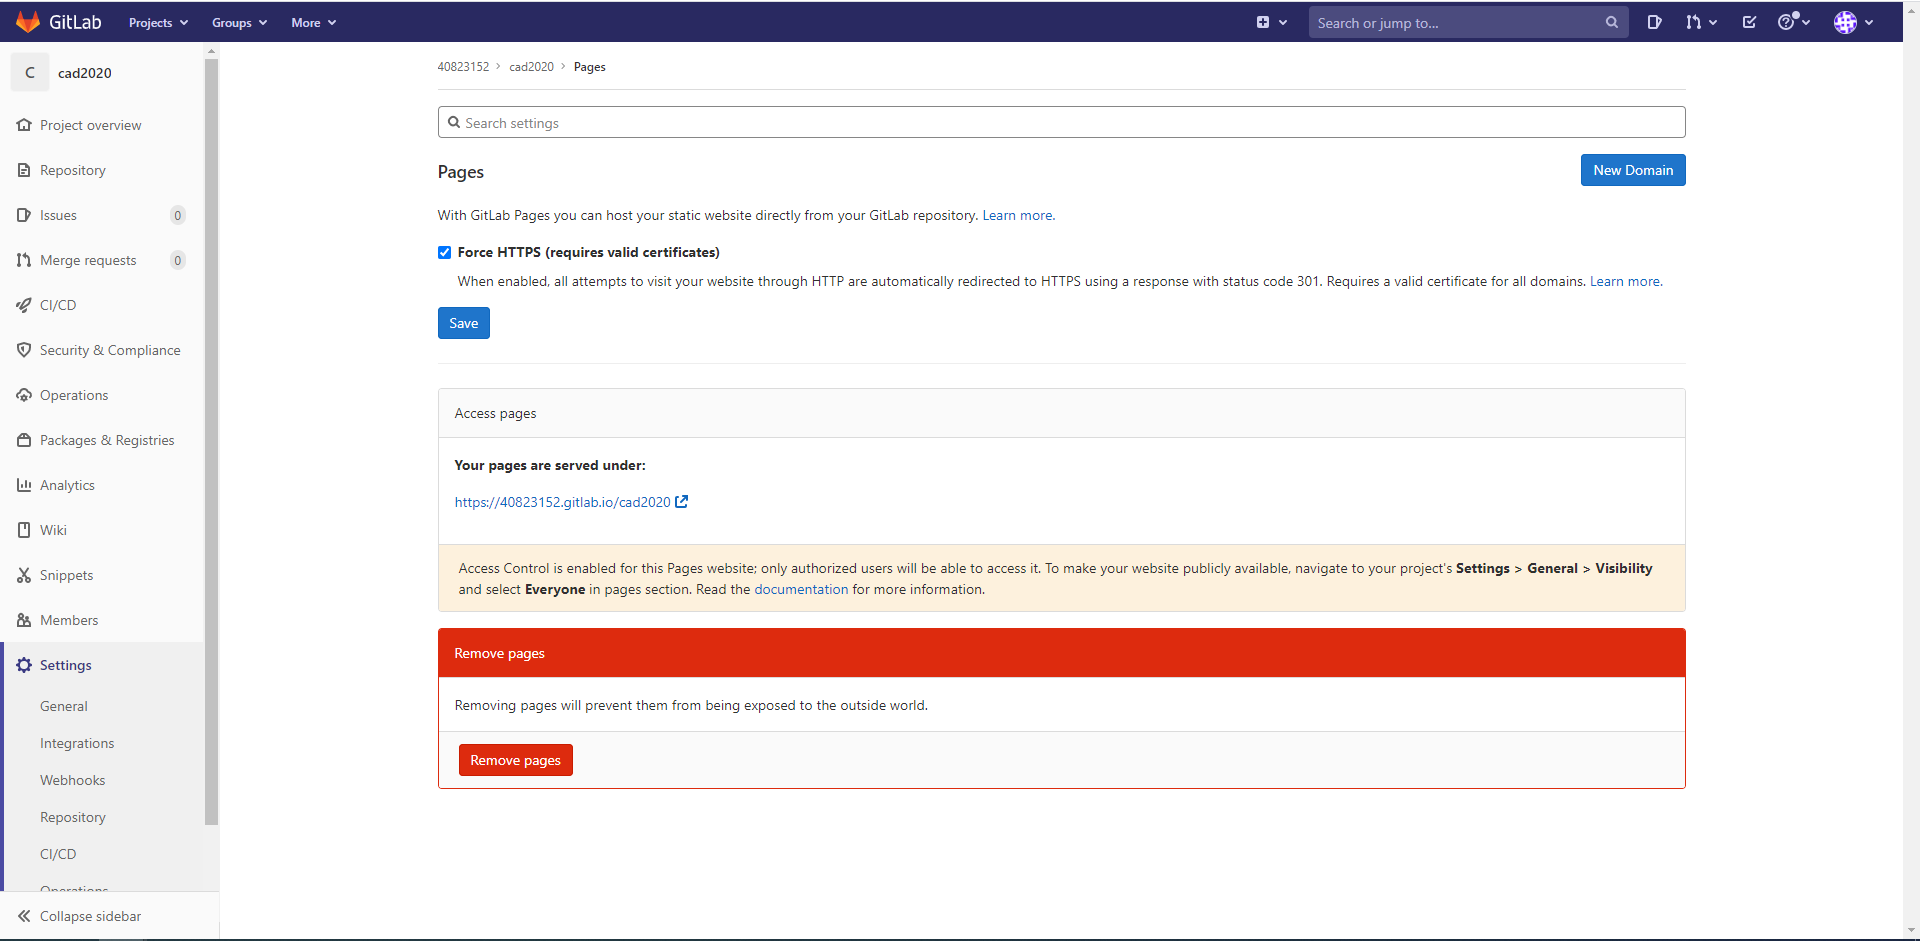 GitLab Projects Groups More Search or jump to...
C cad2020
Project overview
Repository
Issues 0
Merge requests 0
CI/CD
Security & Compliance
Operations
Packages & Registries
Analytics
Wiki
Snippets
Members
Settings
General
Integrations
Webhooks
Repository
CI/CD
Operations
Collapse sidebar
40823152 > cad2020 > Pages
Search settings
Pages
New Domain
With GitLab Pages you can host your static website directly from your GitLab repository. Learn more.
Force HTTPS (requires valid certificates)
When enabled, all attempts to visit your website through HTTP are automatically redirected to HTTPS using a response with status code 301. Requires a valid certificate for all domains. Learn more.
Save
Access pages
Your pages are served under:
https://40823152.gitlab.io/cad2020
Access Control is enabled for this Pages website; only authorized users will be able to access it. To make your website publicly available, navigate to your project's Settings > General > Visibility
and select Everyone in pages section. Read the documentation for more information.
Remove pages
Removing pages will prevent them from being exposed to the outside world.
Remove pages